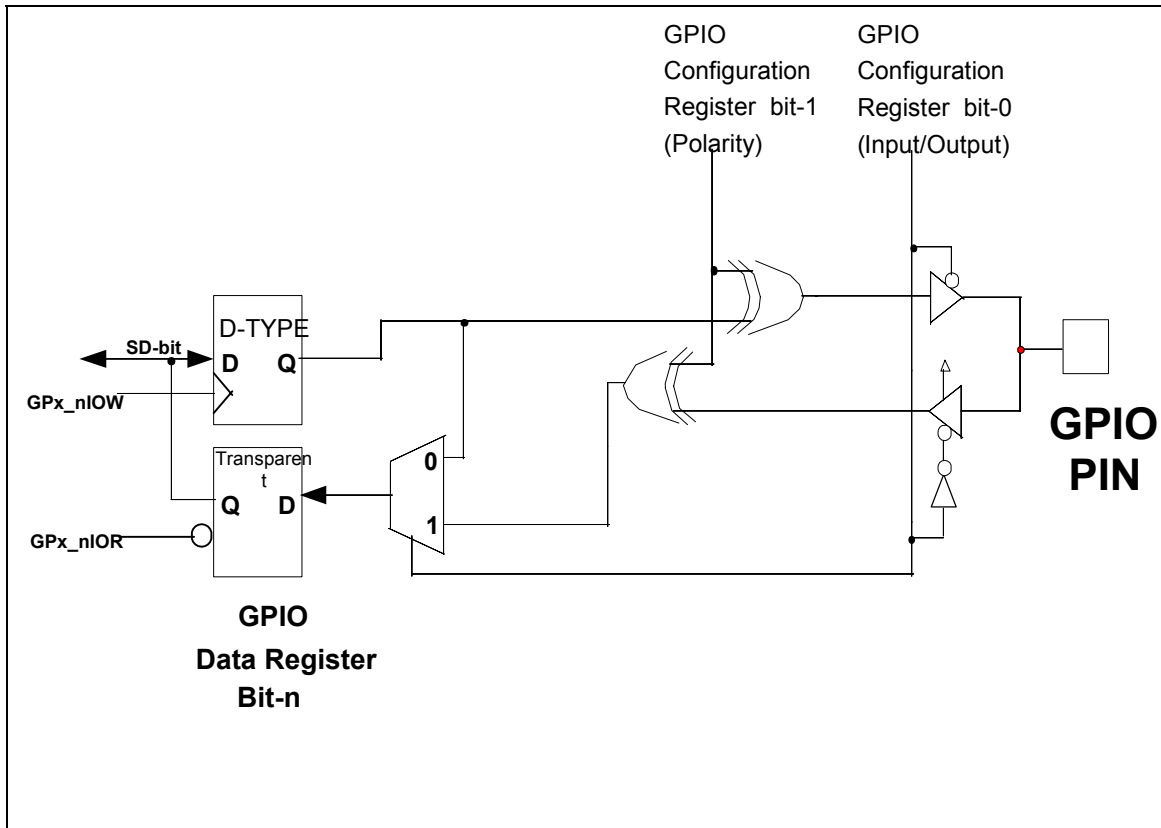 GPIO
Configuration
Register bit-1
(Polarity)
GPIO
Configuration
Register bit-0
(Input/Output)
D-TYPE
SD-bit
D
Q
GPx_nIOW
Transparen
t
Q
D
GPx_nIOR
0
1
GPIO
PIN
GPIO
Data Register
Bit-n